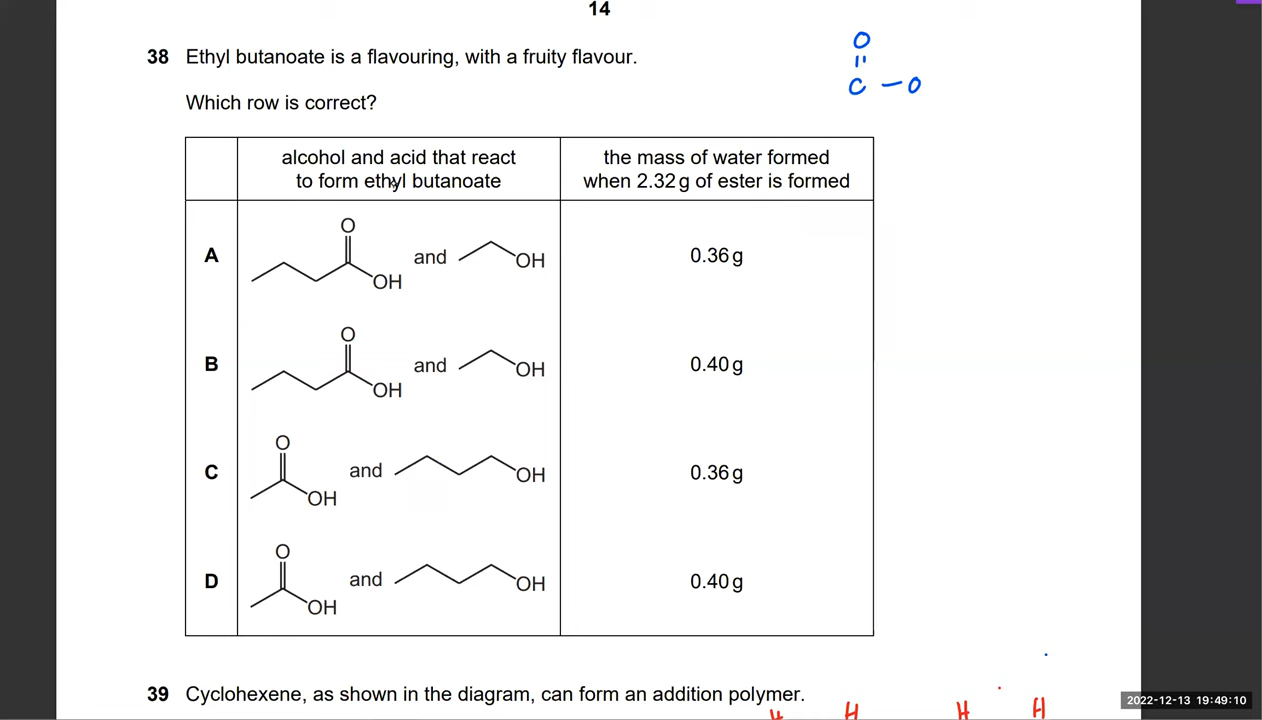 14
38 Ethyl butanoate is a flavouring, with a fruity flavour.
O
C – O
Which row is correct?
alcohol and acid that react to form ethyl butanoate
the mass of water formed when 2.32 g of ester is formed
A O OH and OH 0.36 g
B O OH and OH 0.40 g
C O OH and OH 0.36 g
D O OH and OH 0.40 g
39 Cyclohexene, as shown in the diagram, can form an addition polymer.
H H H H
2022-12-13 19:49:10